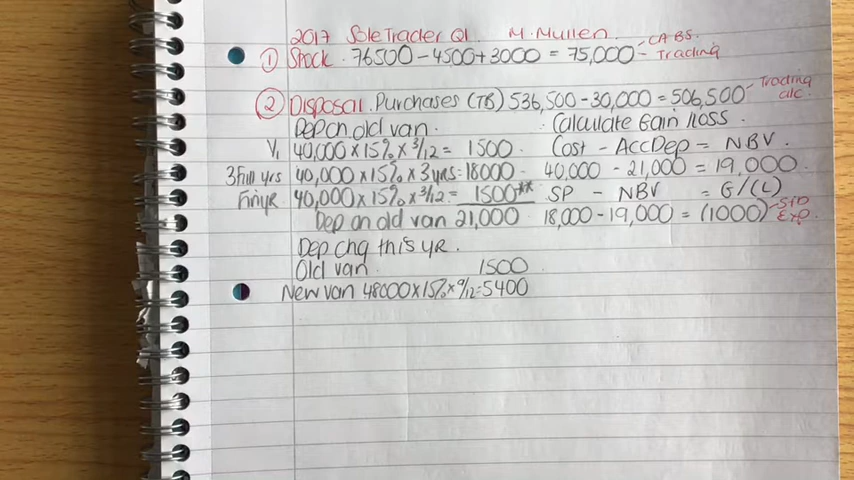 2017 Sole Trader Q1 M. Mullen.
① Stock. 76500 - 4500 + 3000 = 75,000 - CA BS.
- Trading
② Disposal. Purchases (TB) 536,500 - 30,000 = 506,500 - Trading calc.
Dep on old van. Calculate Gain / loss.
Y1 40,000 x 15% x 3/12 = 1500. Cost - Acc Dep = NBV.
3 Full yrs 40,000 x 15% x 3 yrs = 18000 40,000 - 21,000 = 19,000
Fin yr 40,000 x 15% x 3/12 = 1500** SP - NBV = G/(L)
Dep on old van 21,000 18,000 - 19,000 = (1000) - S+D Exp.
Dep chg this yr.
Old van 1500
New van 48000 x 15% x 9/12 = 5400